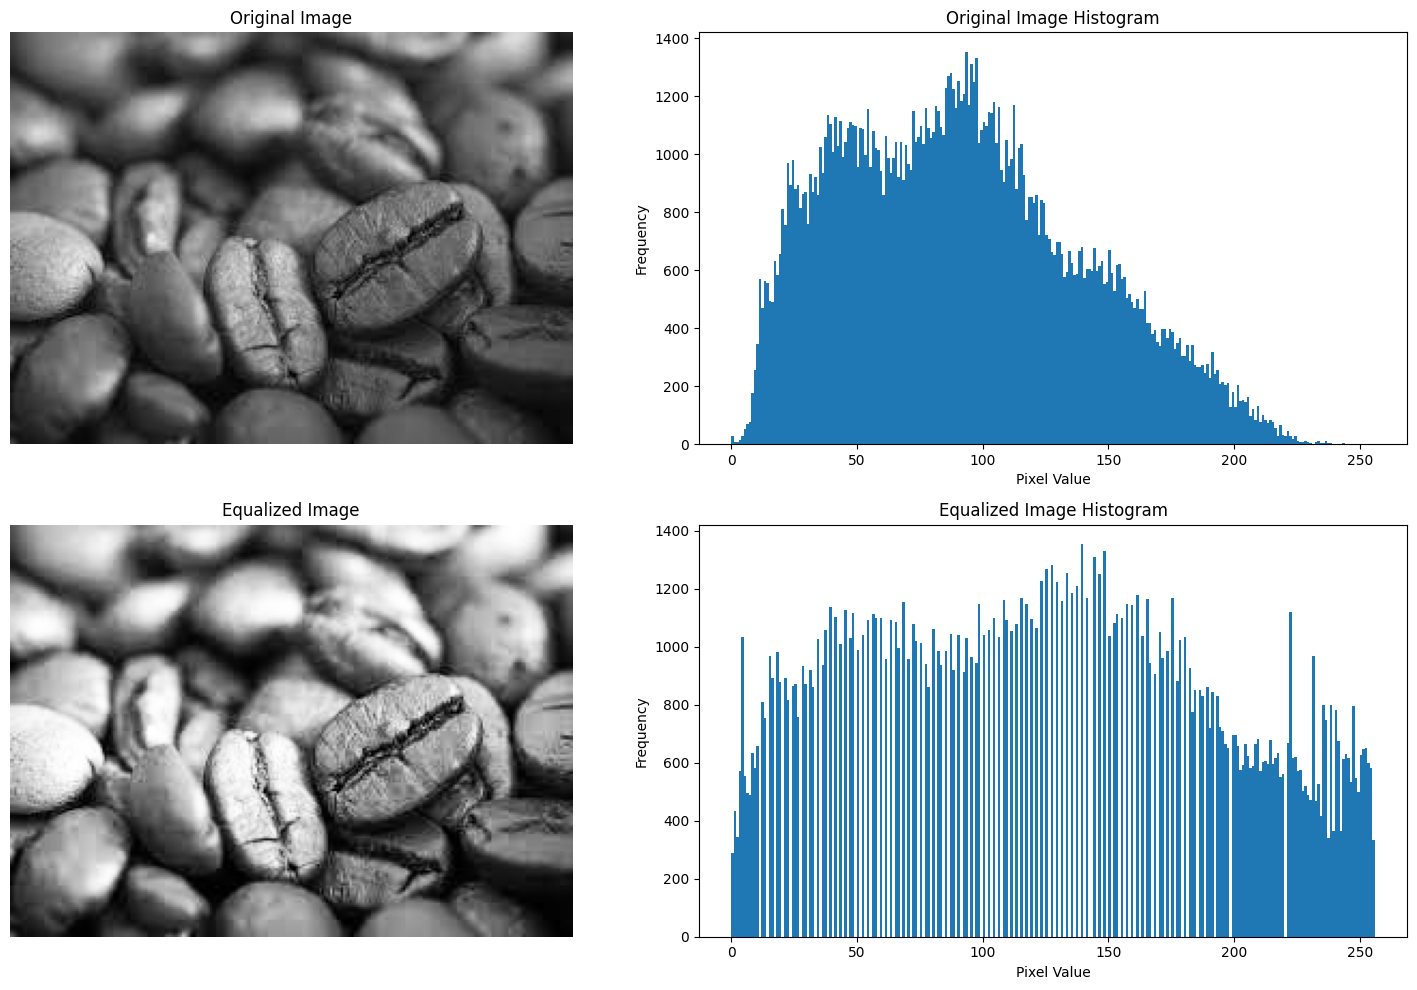 Original Image
Original Image Histogram
1400
1200
1000
800
600
400
200
0
Frequency
0 50 100 150 200 250
Pixel Value
Equalized Image
Equalized Image Histogram
1400
1200
1000
800
600
400
200
0
Frequency
0 50 100 150 200 250
Pixel Value